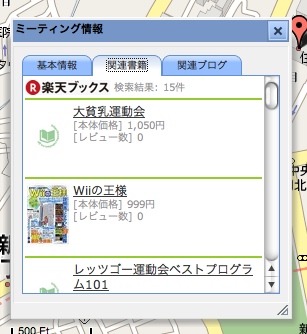 ミーティング情報
基本情報
関連書籍
関連ブログ
R 楽天ブックス 検索結果: 15件
大貧乳運動会
[本体価格] 1,050円
[レビュー数] 0
Wiiの王様
[本体価格] 999円
[レビュー数] 0
レッツゴー運動会ベストプログラ
ム101
500 ft
新
中央